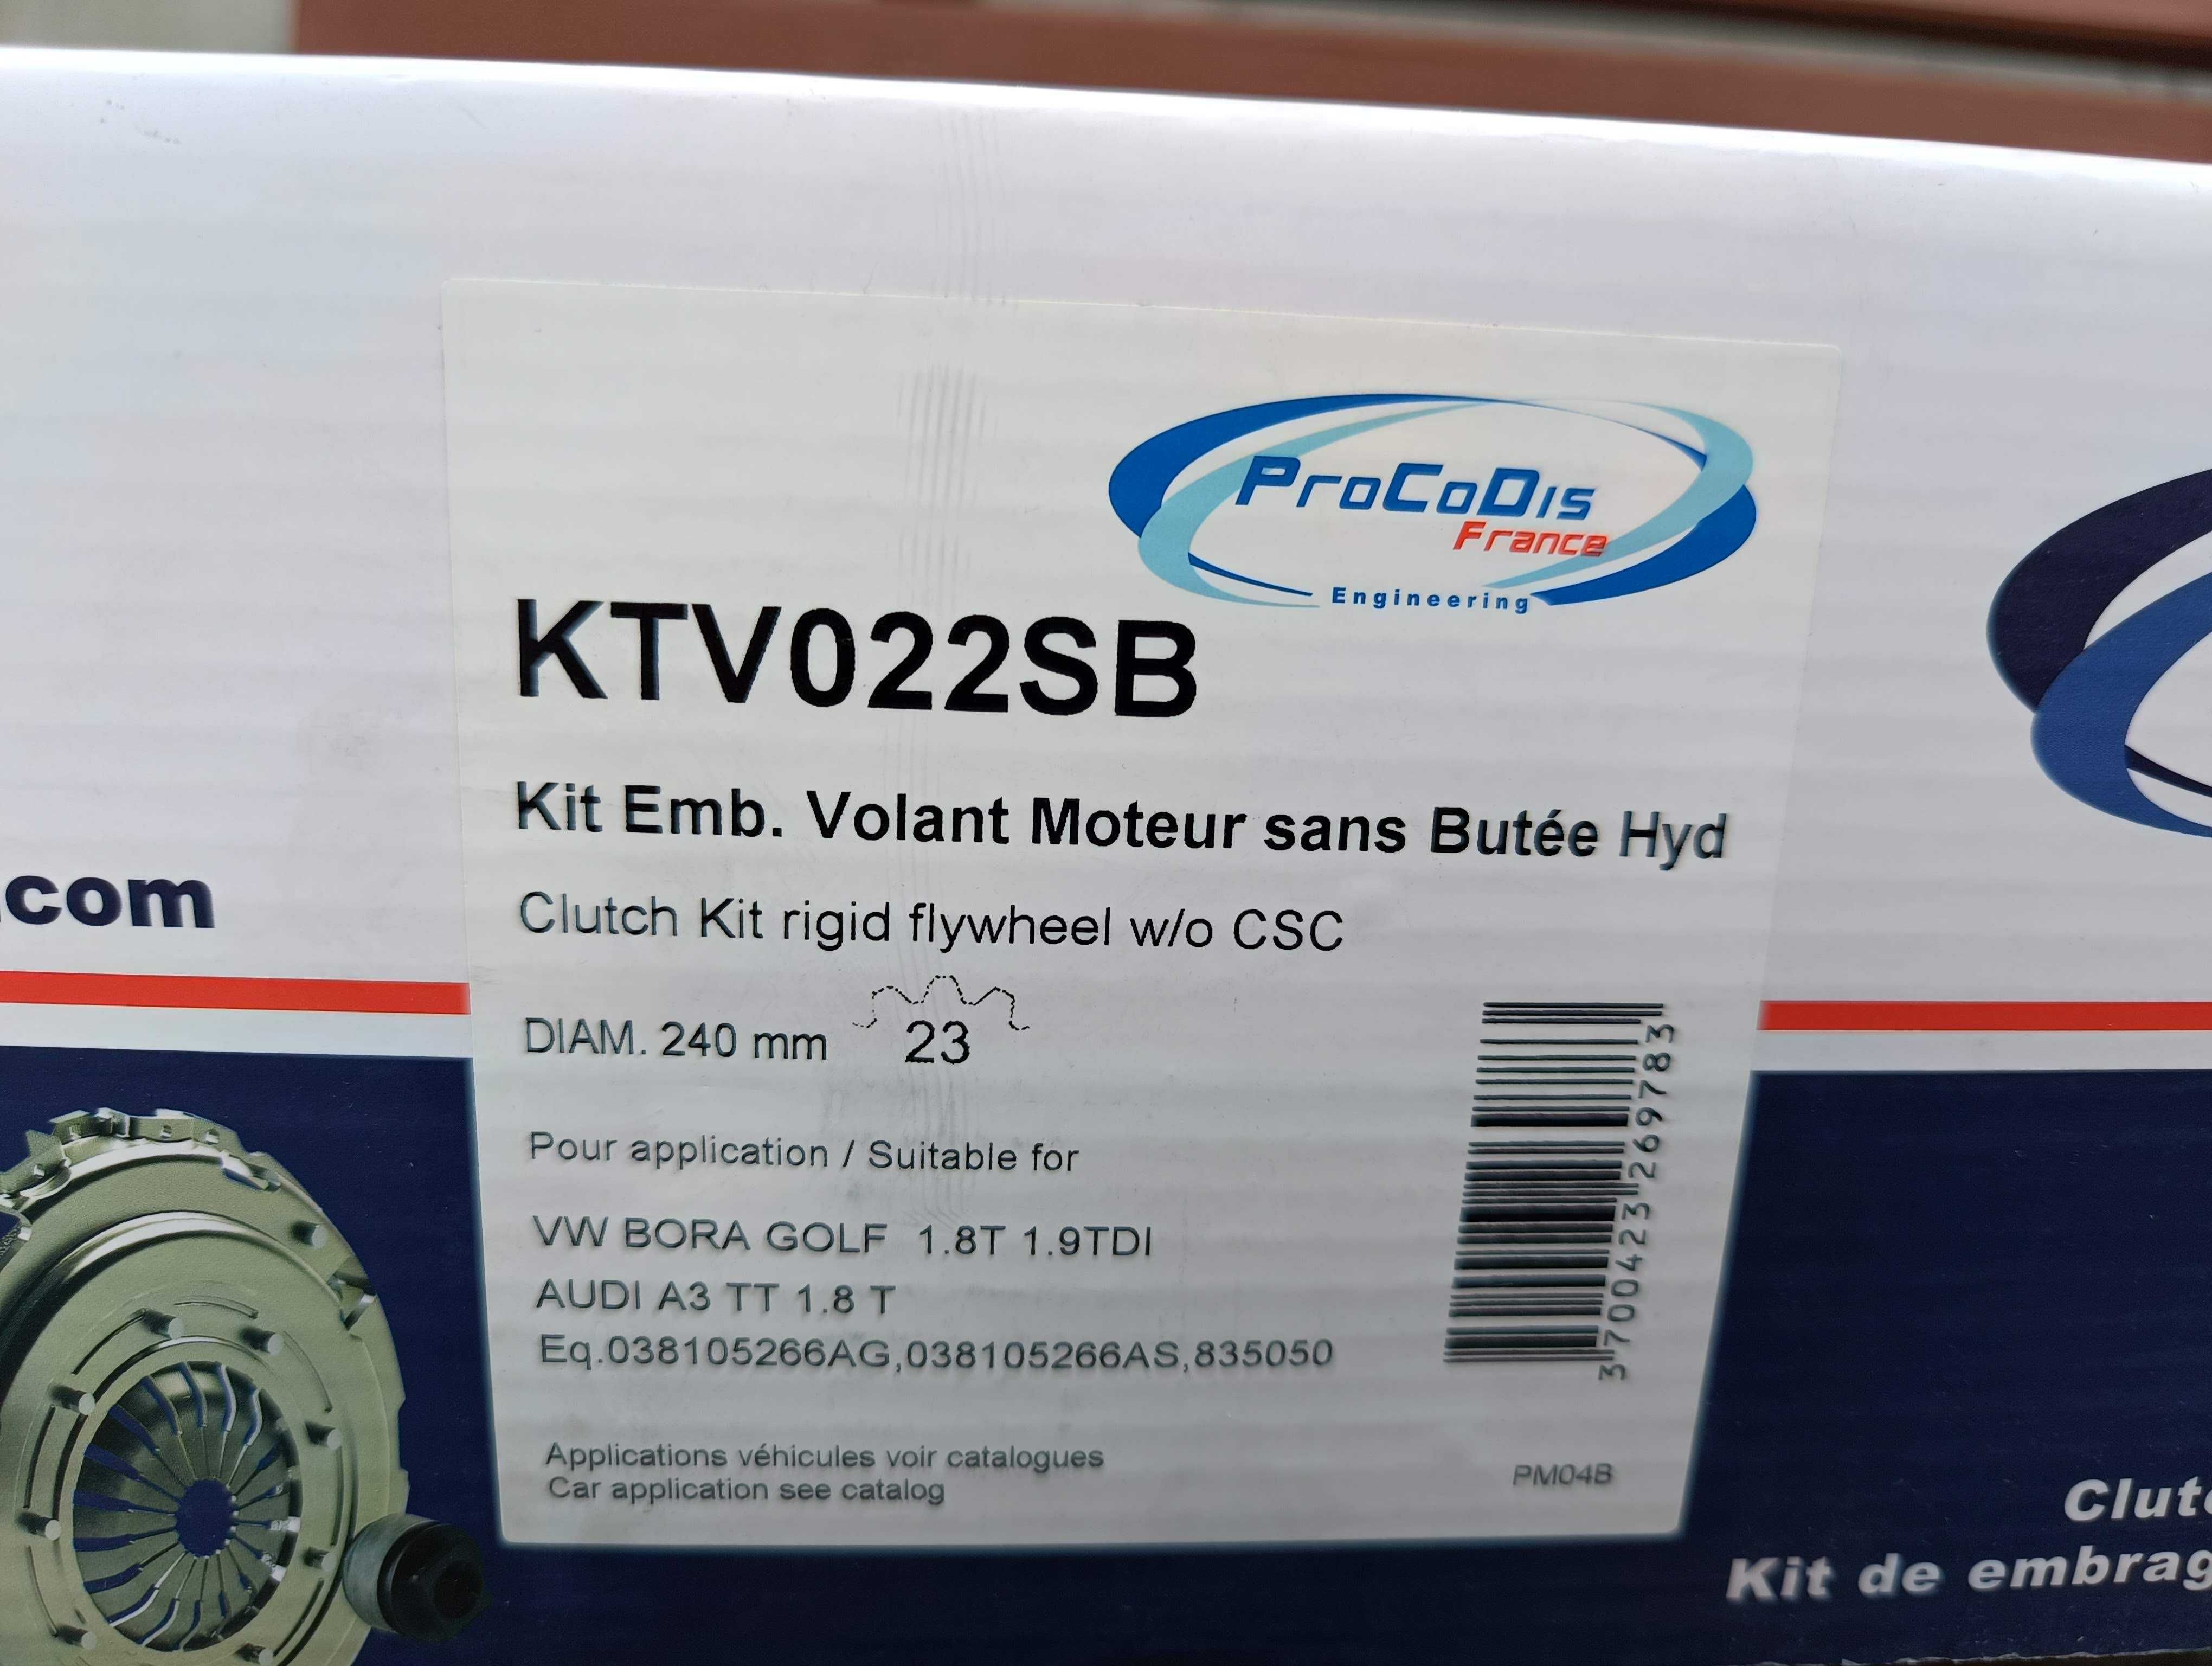 ProCoDis
France
Engineering
KTV022SB
Kit Emb. Volant Moteur sans Butée Hyd
Clutch Kit rigid flywheel w/o CSC
DIAM. 240 mm 23
Pour application / Suitable for
VW BORA GOLF 1.8T 1.9TDI
AUDI A3 TT 1.8 T
Eq.038105266AG,038105266AS,835050
3700423269783
Applications véhicules voir catalogues
Car application see catalog
PM04B
.com
Clut
Kit de embrag